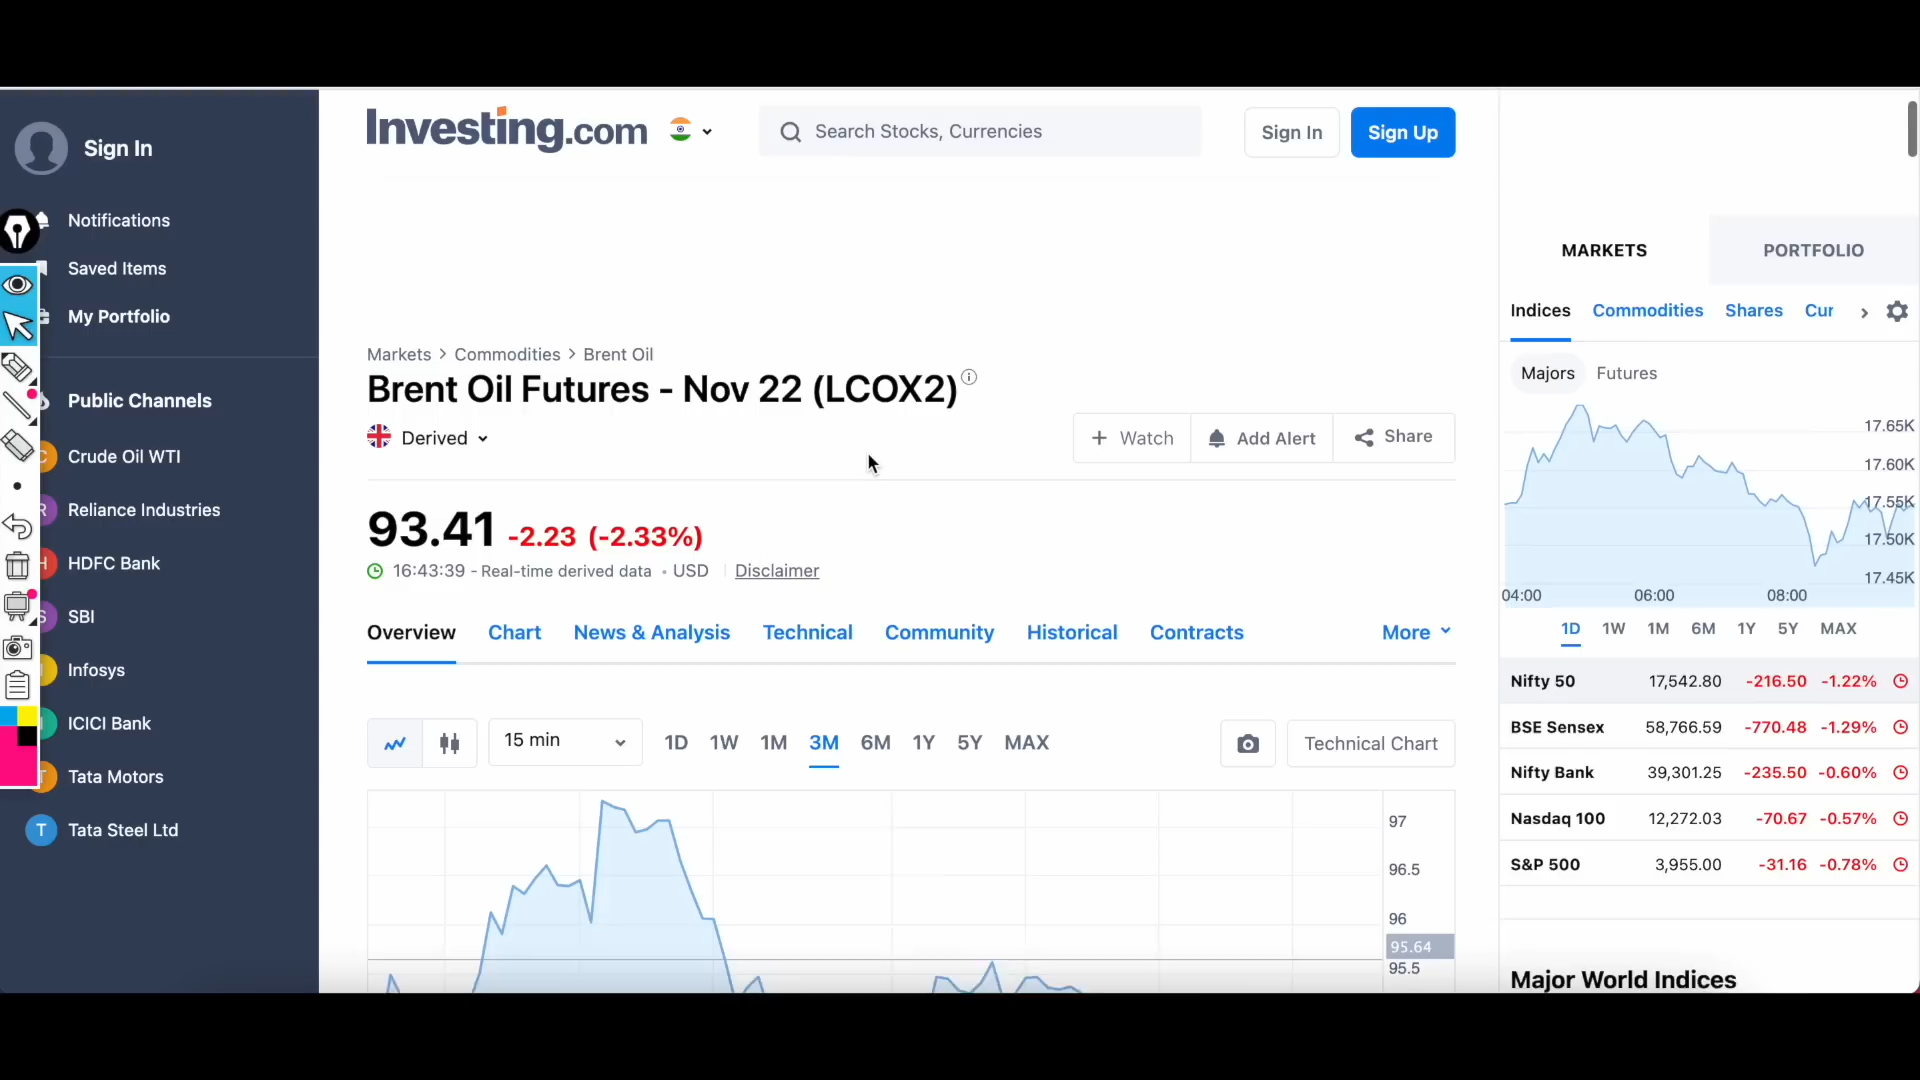 Sign In
Notifications
Saved Items
My Portfolio
Public Channels
Crude Oil WTI
Reliance Industries
HDFC Bank
SBI
Infosys
ICICI Bank
Tata Motors
T Tata Steel Ltd
Investing.com
Search Stocks, Currencies
Sign In
Sign Up
Markets > Commodities > Brent Oil
Brent Oil Futures - Nov 22 (LCOX2)
Derived
+ Watch
Add Alert
Share
93.41 -2.23 (-2.33%)
16:43:39 - Real-time derived data • USD Disclaimer
Overview Chart News & Analysis Technical Community Historical Contracts More
15 min 1D 1W 1M 3M 6M 1Y 5Y MAX Technical Chart
97
96.5
96
95.64
95.5
MARKETS PORTFOLIO
Indices Commodities Shares Cur
Majors Futures
17.65K
17.60K
17.55K
17.50K
17.45K
04:00 06:00 08:00
1D 1W 1M 6M 1Y 5Y MAX
Nifty 50 17,542.80 -216.50 -1.22%
BSE Sensex 58,766.59 -770.48 -1.29%
Nifty Bank 39,301.25 -235.50 -0.60%
Nasdaq 100 12,272.03 -70.67 -0.57%
S&P 500 3,955.00 -31.16 -0.78%
Major World Indices